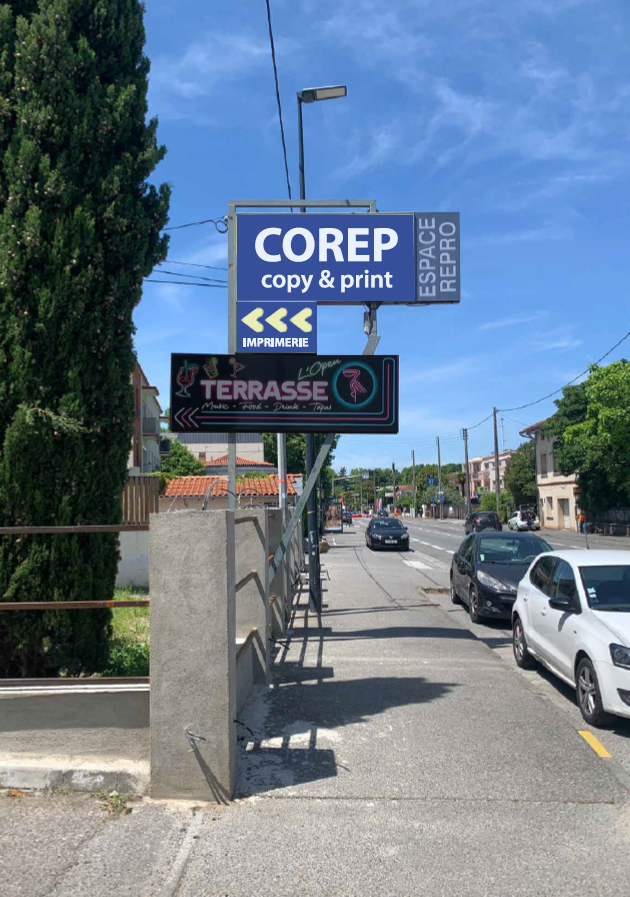 COREP
copy & print
ESPACE
REPRO
IMPRIMERIE
L'Open
TERRASSE
Music - Food - Drink - Tapas